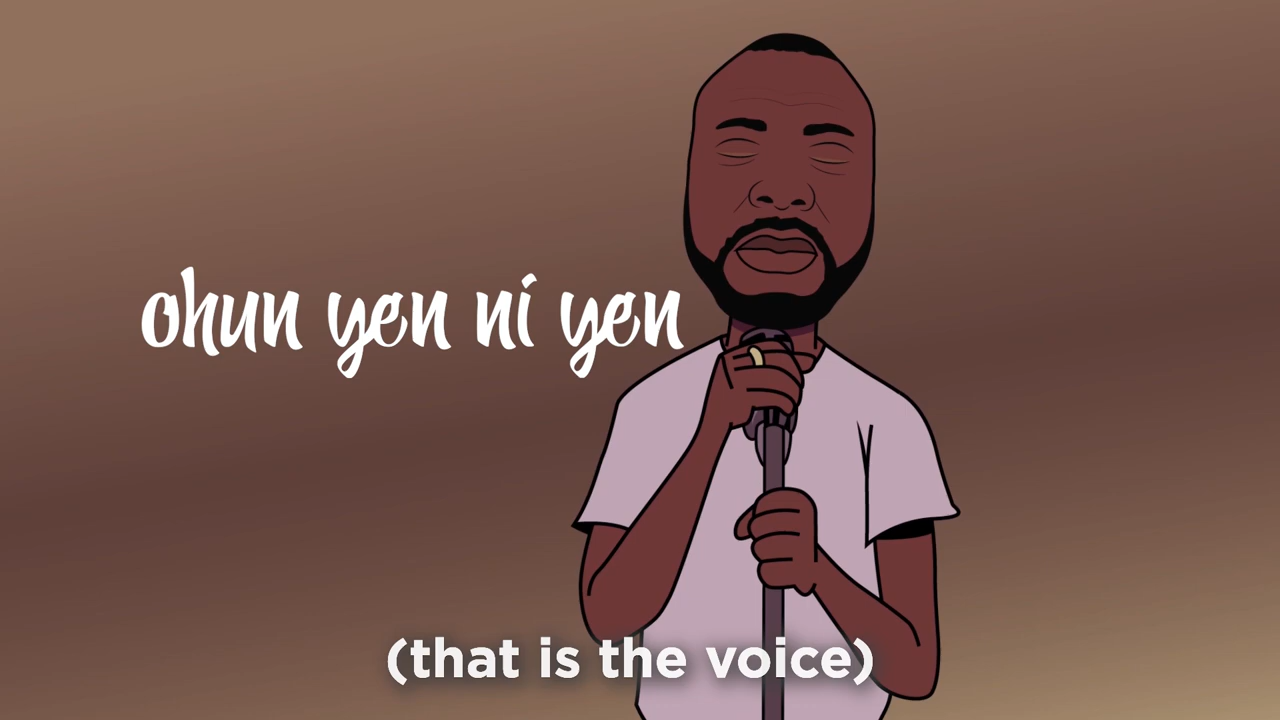 ohun yen ni yen
(that is the voice)